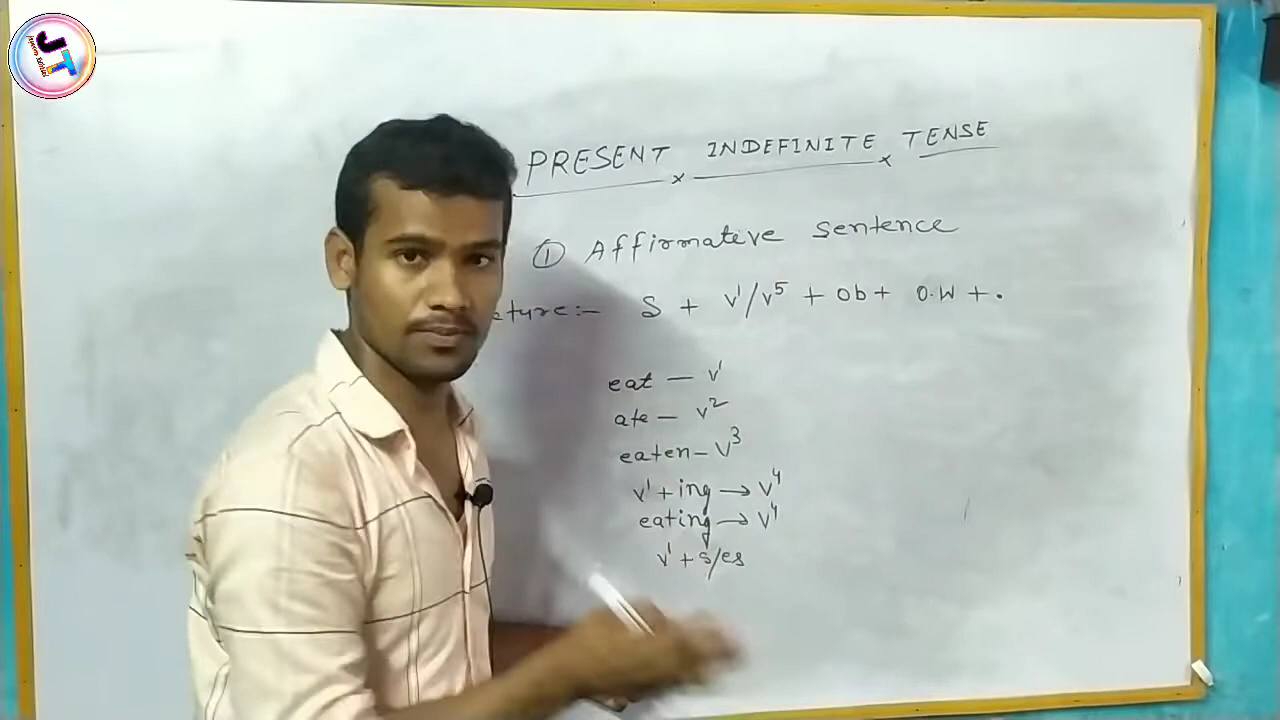 PRESENT INDEFINITE TENSE
① Affirmative Sentence
cture:- S + V¹/V⁵ + Ob + O.W + .
eat — V¹
ate — V²
eaten — V³
V¹ + ing → V⁴
eating → V⁴
V¹ + s/es